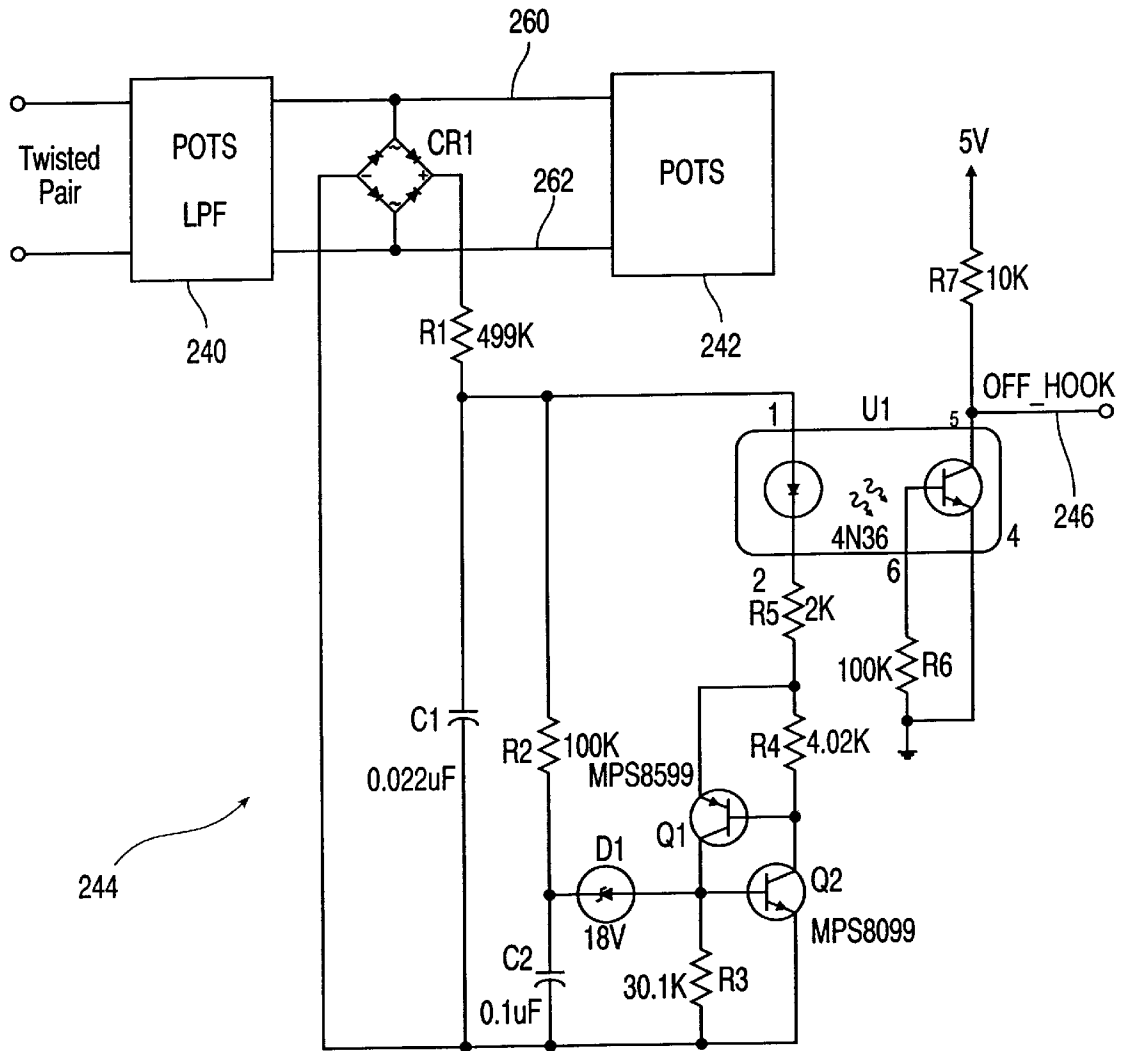 260
Twisted
Pair
POTS
LPF
CR1
~
-
+
~
262
POTS
5V
240
R1
499K
242
R7
10K
OFF_HOOK
1
U1
5
4N36
4
246
2
6
R5
2K
100K
R6
C1
0.022uF
R2
100K
R4
4.02K
MPS8599
Q1
244
D1
18V
Q2
MPS8099
C2
0.1uF
30.1K
R3